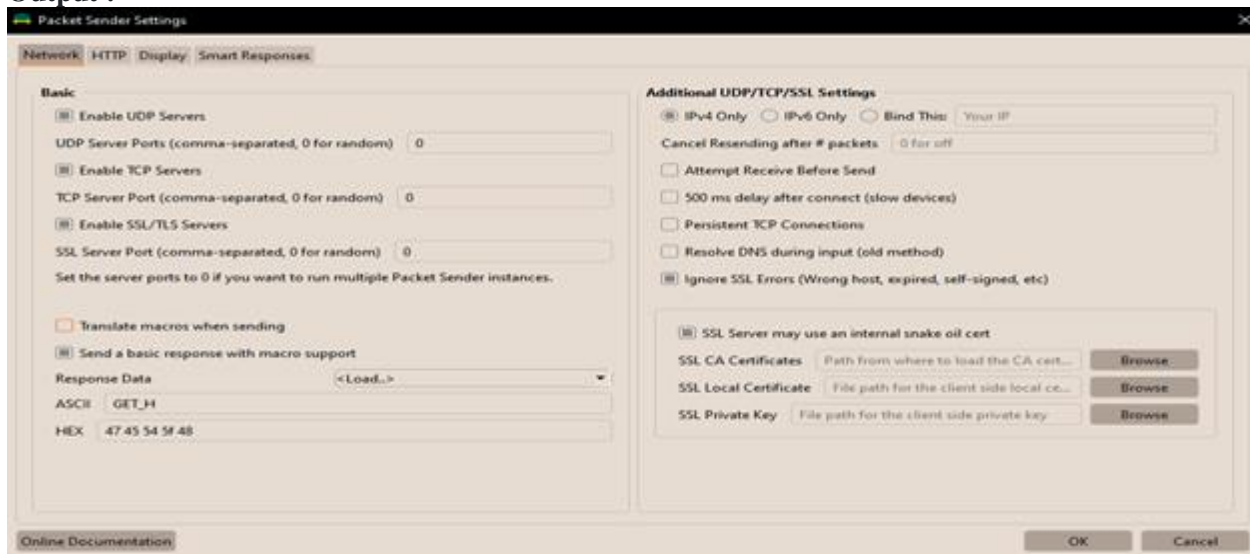 Output :
Packet Sender Settings
Network HTTP Display Smart Responses
Basic
Enable UDP Servers
UDP Server Ports (comma-separated, 0 for random) 0
Enable TCP Servers
TCP Server Port (comma-separated, 0 for random) 0
Enable SSL/TLS Servers
SSL Server Port (comma-separated, 0 for random) 0
Set the server ports to 0 if you want to run multiple Packet Sender instances.
Translate macros when sending
Send a basic response with macro support
Response Data <Load..>
ASCII GET_H
HEX 47 45 54 5f 48
Additional UDP/TCP/SSL Settings
IPv4 Only IPv6 Only Bind This: Your IP
Cancel Resending after # packets 0 for off
Attempt Receive Before Send
500 ms delay after connect (slow devices)
Persistent TCP Connections
Resolve DNS during input (old method)
Ignore SSL Errors (Wrong host, expired, self-signed, etc)
SSL Server may use an internal snake oil cert
SSL CA Certificates Path from where to load the CA cert... Browse
SSL Local Certificate File path for the client side local ce... Browse
SSL Private Key File path for the client side private key Browse
Online Documentation OK Cancel